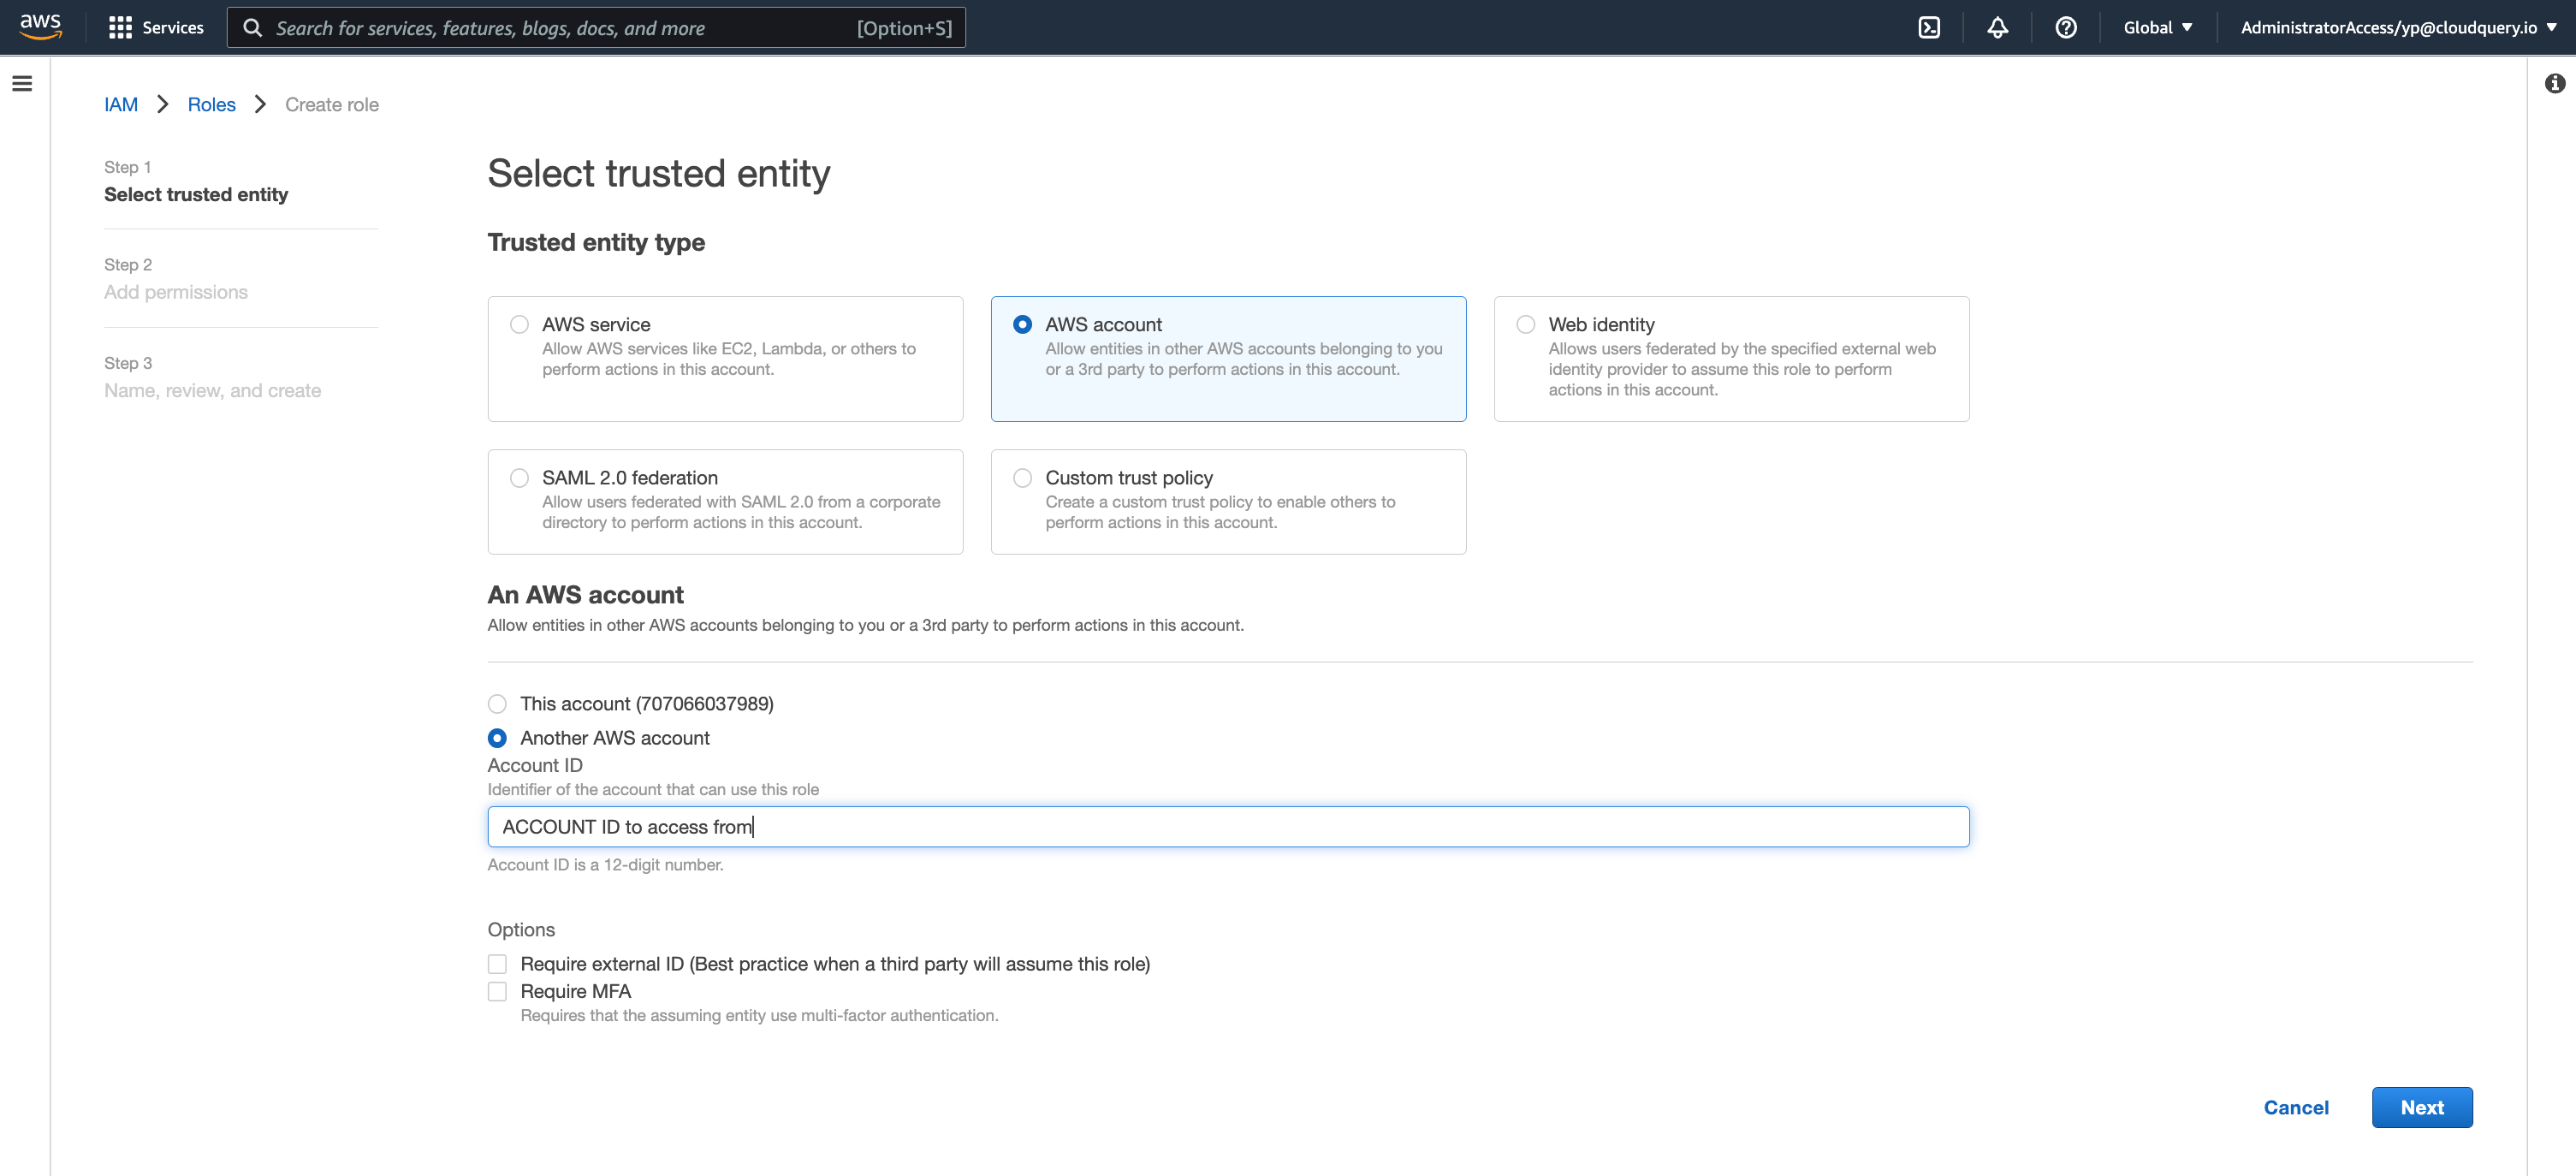 aws
Services
Search for services, features, blogs, docs, and more
[Option+S]
Global
AdministratorAccess/yp@cloudquery.io
IAM
Roles
Create role
Step 1
Select trusted entity
Step 2
Add permissions
Step 3
Name, review, and create
Select trusted entity
Trusted entity type
AWS service
Allow AWS services like EC2, Lambda, or others to
perform actions in this account.
AWS account
Allow entities in other AWS accounts belonging to you
or a 3rd party to perform actions in this account.
Web identity
Allows users federated by the specified external web
identity provider to assume this role to perform
actions in this account.
SAML 2.0 federation
Allow users federated with SAML 2.0 from a corporate
directory to perform actions in this account.
Custom trust policy
Create a custom trust policy to enable others to
perform actions in this account.
An AWS account
Allow entities in other AWS accounts belonging to you or a 3rd party to perform actions in this account.
This account (707066037989)
Another AWS account
Account ID
Identifier of the account that can use this role
ACCOUNT ID to access from
Account ID is a 12-digit number.
Options
Require external ID (Best practice when a third party will assume this role)
Require MFA
Requires that the assuming entity use multi-factor authentication.
Cancel
Next